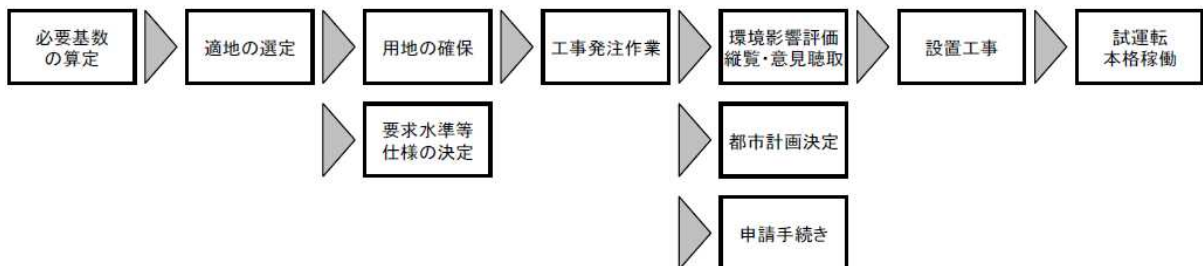 必要基数
の算定
適地の選定
用地の確保
工事発注作業
環境影響評価
縦覧・意見聴取
設置工事
試運転
本格稼働
要求水準等
仕様の決定
都市計画決定
申請手続き